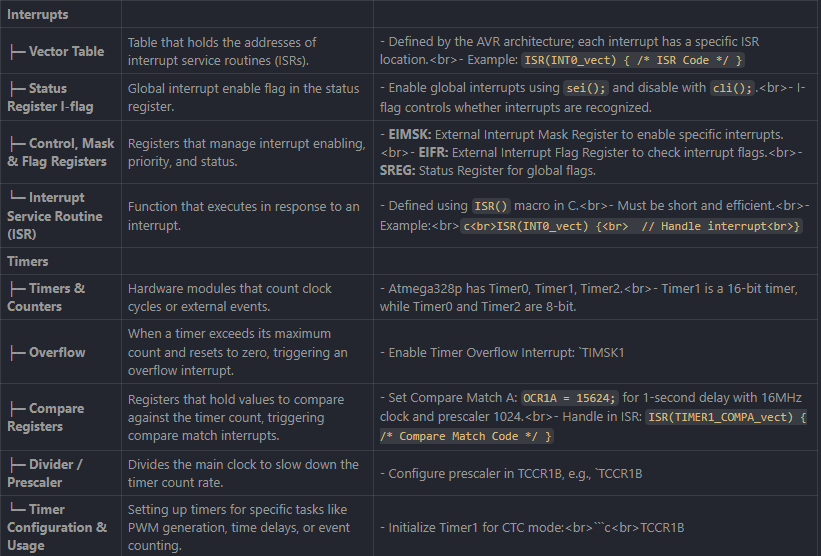 Interrupts
├─ Vector Table
Table that holds the addresses of
interrupt service routines (ISRs).
- Defined by the AVR architecture; each interrupt has a specific ISR
location.<br>- Example: ISR(INT0_vect) { /* ISR Code */ }
├─ Status
Register I-flag
Global interrupt enable flag in the status
register.
- Enable global interrupts using sei(); and disable with cli();.<br>- I-
flag controls whether interrupts are recognized.
├─ Control, Mask
& Flag Registers
Registers that manage interrupt enabling,
priority, and status.
- EIMSK: External Interrupt Mask Register to enable specific interrupts.
<br>- EIFR: External Interrupt Flag Register to check interrupt flags.<br>-
SREG: Status Register for global flags.
└─ Interrupt
Service Routine
(ISR)
Function that executes in response to an
interrupt.
- Defined using ISR() macro in C.<br>- Must be short and efficient.<br>-
Example:<br> c<br>ISR(INT0_vect) {<br>  // Handle interrupt<br>}
Timers
├─ Timers &
Counters
Hardware modules that count clock
cycles or external events.
- Atmega328p has Timer0, Timer1, Timer2.<br>- Timer1 is a 16-bit timer,
while Timer0 and Timer2 are 8-bit.
├─ Overflow
When a timer exceeds its maximum
count and resets to zero, triggering an
overflow interrupt.
- Enable Timer Overflow Interrupt: `TIMSK1
├─ Compare
Registers
Registers that hold values to compare
against the timer count, triggering
compare match interrupts.
- Set Compare Match A: OCR1A = 15624; for 1-second delay with 16MHz
clock and prescaler 1024.<br>- Handle in ISR: ISR(TIMER1_COMPA_vect) {
/* Compare Match Code */ }
├─ Divider /
Prescaler
Divides the main clock to slow down the
timer count rate.
- Configure prescaler in TCCR1B, e.g., `TCCR1B
└─ Timer
Configuration &
Usage
Setting up timers for specific tasks like
PWM generation, time delays, or event
counting.
- Initialize Timer1 for CTC mode:<br>```c<br>TCCR1B